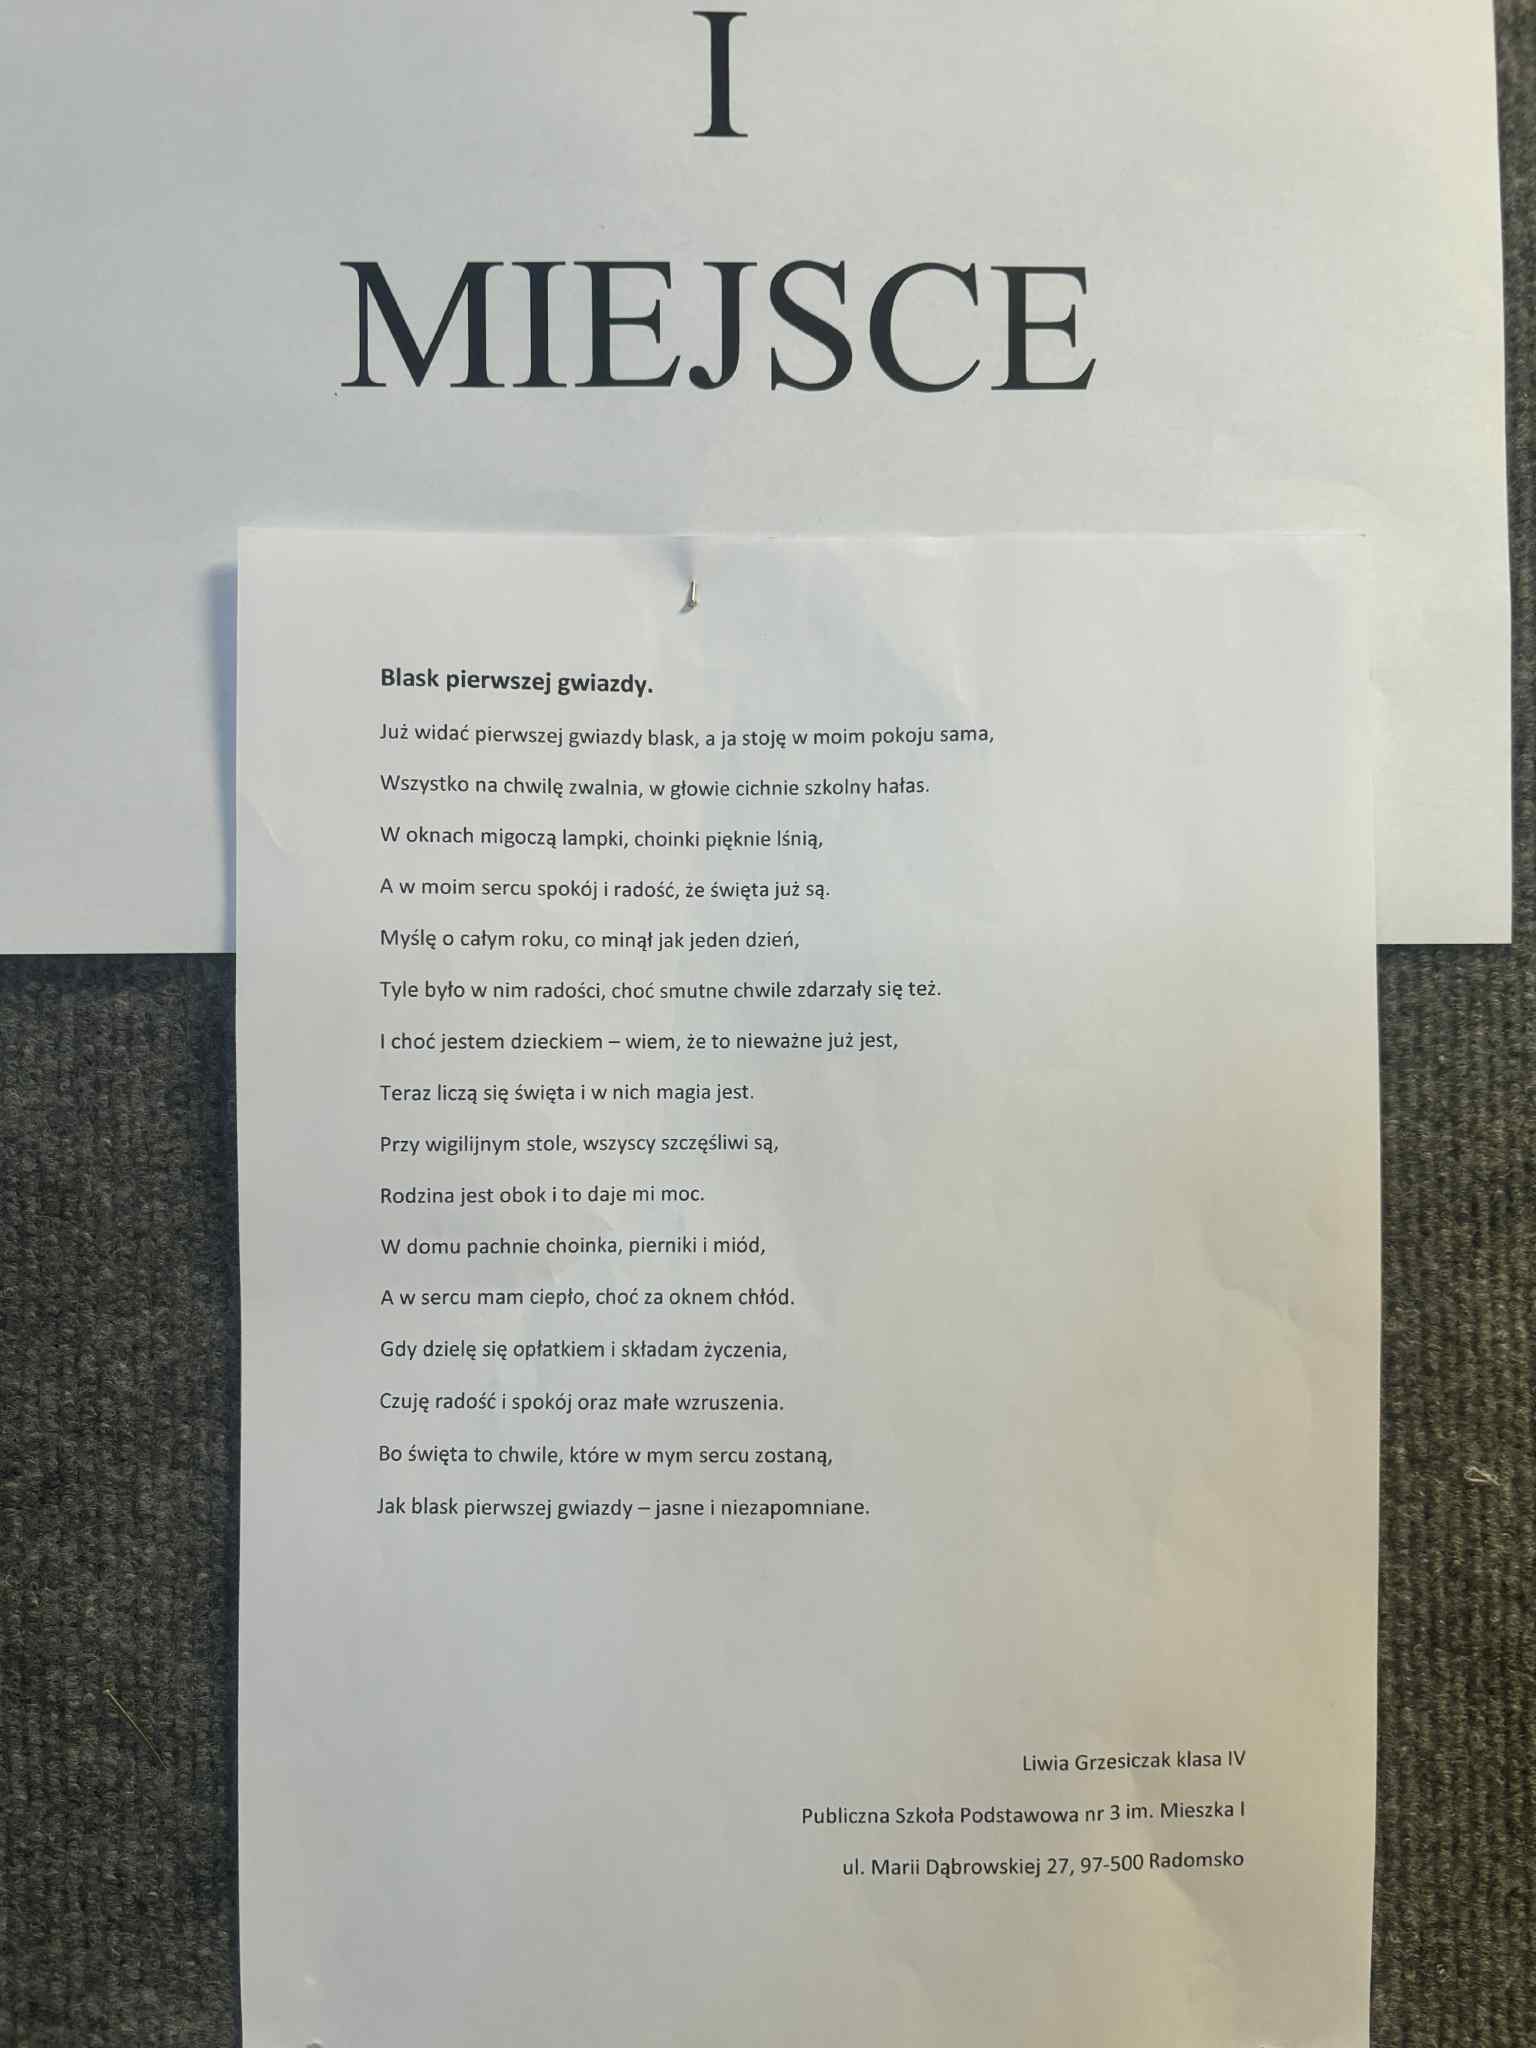 I
MIEJSCE
Blask pierwszej gwiazdy.
Już widać pierwszej gwiazdy blask, a ja stoję w moim pokoju sama,
Wszystko na chwilę zwalnia, w głowie cichnie szkolny hałas.
W oknach migoczą lampki, choinki pięknie lśnią,
A w moim sercu spokój i radość, że święta już są.
Myślę o całym roku, co minął jak jeden dzień,
Tyle było w nim radości, choć smutne chwile zdarzały się też.
I choć jestem dzieckiem – wiem, że to nieważne już jest,
Teraz liczą się święta i w nich magia jest.
Przy wigilijnym stole, wszyscy szczęśliwi są,
Rodzina jest obok i to daje mi moc.
W domu pachnie choinka, pierniki i miód,
A w sercu mam ciepło, choć za oknem chłód.
Gdy dzielę się opłatkiem i składam życzenia,
Czuję radość i spokój oraz małe wzruszenia.
Bo święta to chwile, które w mym sercu zostaną,
Jak blask pierwszej gwiazdy – jasne i niezapomniane.
Liwia Grzesiczak klasa IV
Publiczna Szkoła Podstawowa nr 3 im. Mieszka I
ul. Marii Dąbrowskiej 27, 97-500 Radomsko